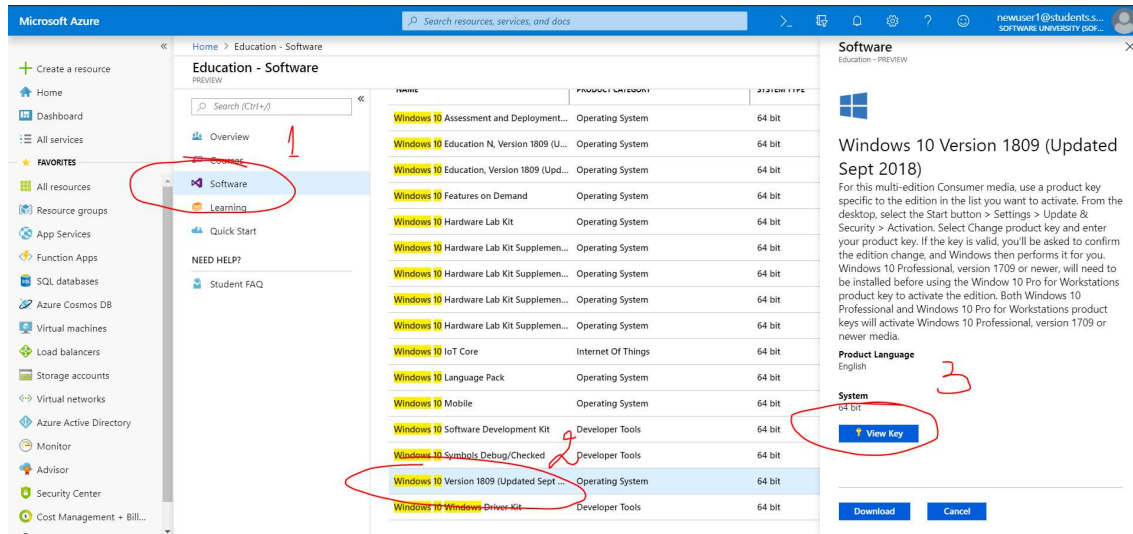 Microsoft Azure
Search resources, services, and docs
newuser1@students.s...
SOFTWARE UNIVERSITY (SOF...
Create a resource
Home
Dashboard
All services
FAVORITES
All resources
Resource groups
App Services
Function Apps
SQL databases
Azure Cosmos DB
Virtual machines
Load balancers
Storage accounts
Virtual networks
Azure Active Directory
Monitor
Advisor
Security Center
Cost Management + Bill...
Home > Education - Software
Education - Software
PREVIEW
Search (Ctrl+/)
1
Overview
Courses
Software
Learning
Quick Start
NEED HELP?
Student FAQ
NAME PRODUCT CATEGORY SYSTEM TYPE
Windows 10 Assessment and Deployment... Operating System 64 bit
Windows 10 Education N, Version 1809 (U... Operating System 64 bit
Windows 10 Education, Version 1809 (Upd... Operating System 64 bit
Windows 10 Features on Demand Operating System 64 bit
Windows 10 Hardware Lab Kit Operating System 64 bit
Windows 10 Hardware Lab Kit Supplemen... Operating System 64 bit
Windows 10 Hardware Lab Kit Supplemen... Operating System 64 bit
Windows 10 Hardware Lab Kit Supplemen... Operating System 64 bit
Windows 10 Hardware Lab Kit Supplemen... Operating System 64 bit
Windows 10 IoT Core Internet Of Things 64 bit
Windows 10 Language Pack Operating System 64 bit
Windows 10 Mobile Operating System 64 bit
Windows 10 Software Development Kit Developer Tools 64 bit
Windows 10 Symbols Debug/Checked Developer Tools 64 bit
2
Windows 10 Version 1809 (Updated Sept ... Operating System 64 bit
Windows 10 Windows Driver Kit Developer Tools 64 bit
Software
Education - PREVIEW
Windows 10 Version 1809 (Updated
Sept 2018)
For this multi-edition Consumer media, use a product key
specific to the edition in the list you want to activate. From the
desktop, select the Start button > Settings > Update &
Security > Activation. Select Change product key and enter
your product key. If the key is valid, you'll be asked to confirm
the edition change, and Windows then performs it for you.
Windows 10 Professional, version 1709 or newer, will need to
be installed before using the Window 10 Pro for Workstations
product key to activate the edition. Both Windows 10
Professional and Windows 10 Pro for Workstations product
keys will activate Windows 10 Professional, version 1709 or
newer media.
Product Language
English
3
System
64 bit
View Key
Download Cancel